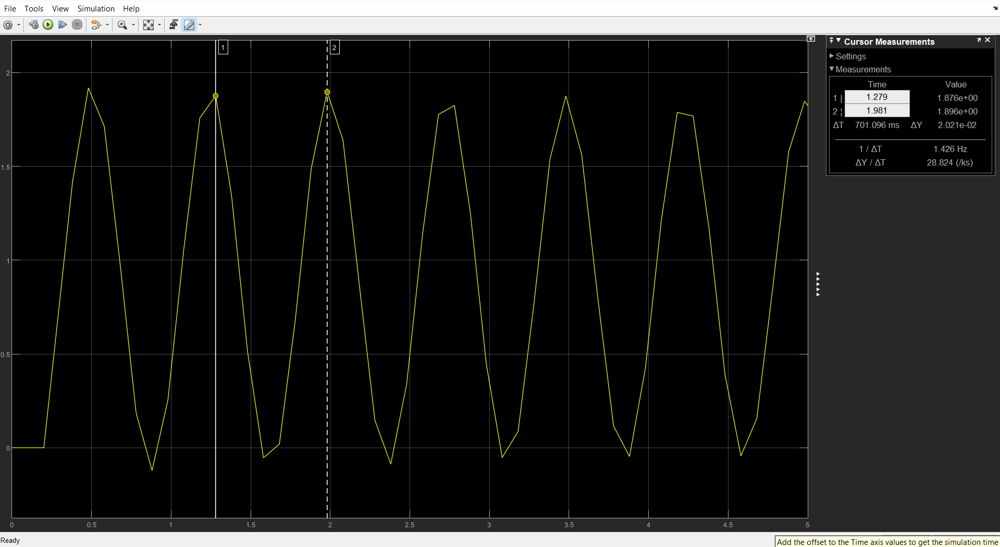 File Tools View Simulation Help
Cursor Measurements
Settings
Measurements
Time Value
1 | 1.279 1.876e+00
2 ¦ 1.981 1.896e+00
ΔT 701.096 ms ΔY 2.021e-02
1 / ΔT 1.426 Hz
ΔY / ΔT 28.824 (/ks)
1 2
2
1.5
1
0.5
0
0 0.5 1 1.5 2 2.5 3 3.5 4 4.5 5
Ready
Add the offset to the Time axis values to get the simulation time